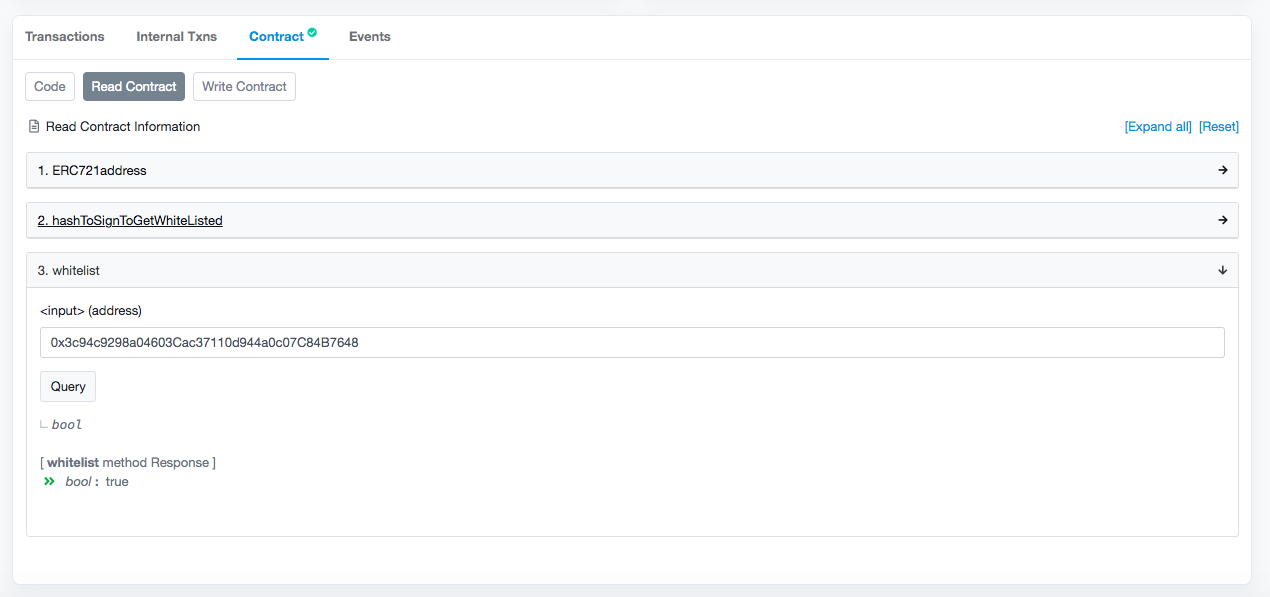 Transactions Internal Txns Contract Events
Code Read Contract Write Contract
Read Contract Information [Expand all] [Reset]
1. ERC721address
2. hashToSignToGetWhiteListed
3. whitelist
<input> (address)
0x3c94c9298a04603Cac37110d944a0c07C84B7648
Query
bool
[ whitelist method Response ]
bool : true